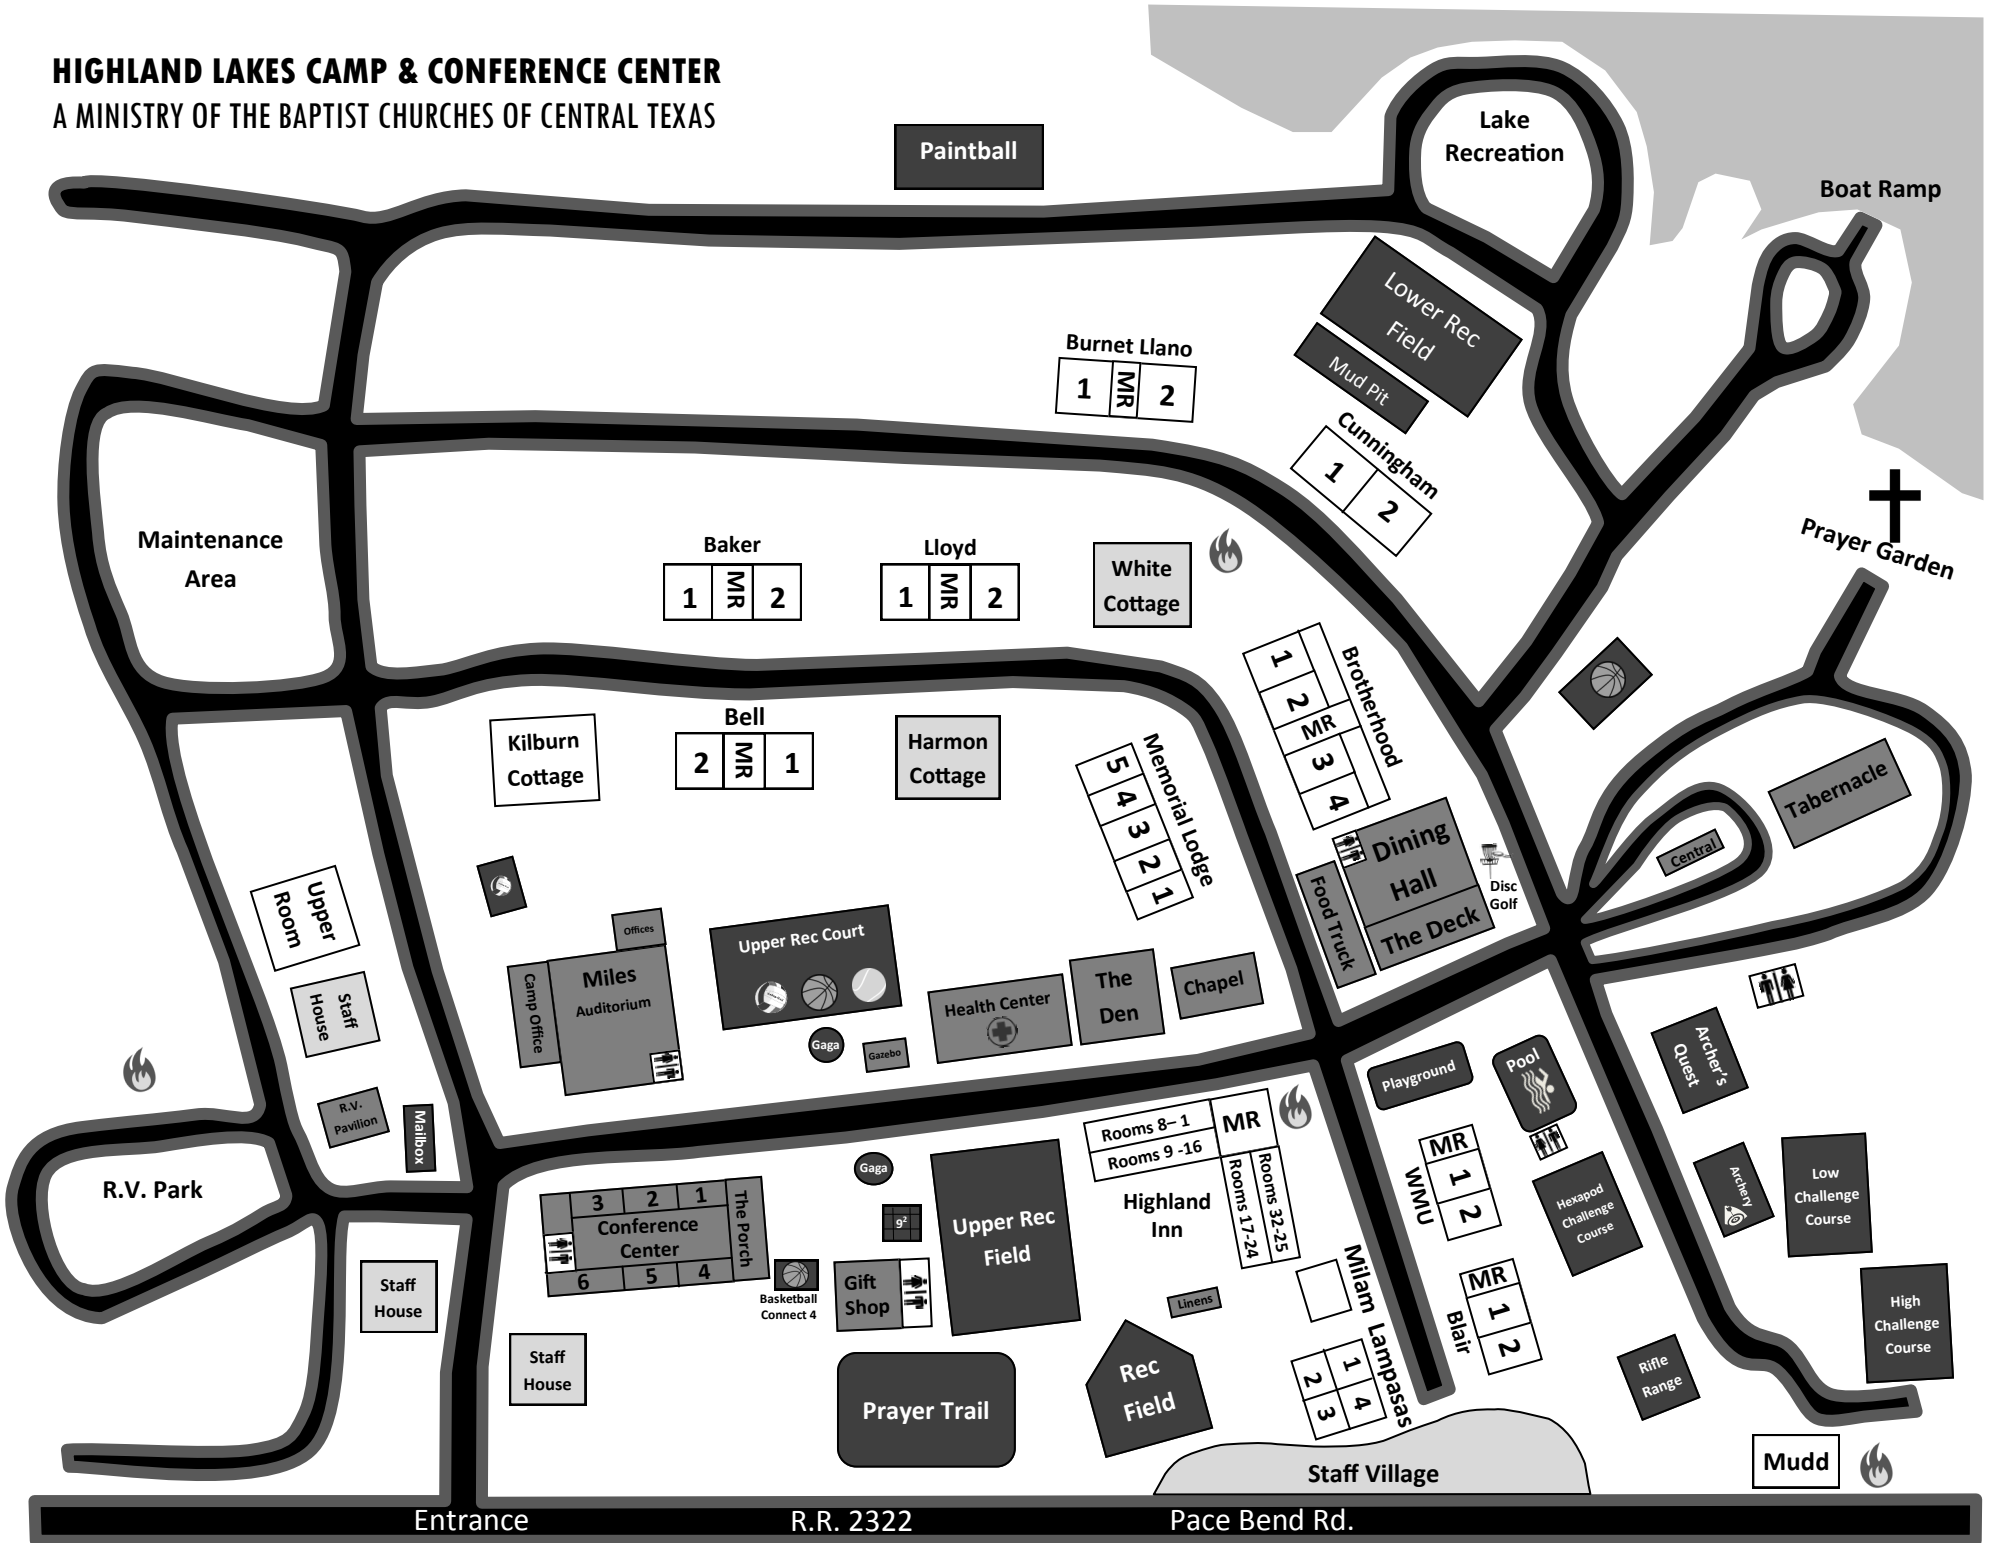 HIGHLAND LAKES CAMP & CONFERENCE CENTER
A MINISTRY OF THE BAPTIST CHURCHES OF CENTRAL TEXAS
Paintball
Lake
Recreation
Boat Ramp
Lower Rec
Field
Mud Pit
Burnet Llano
1 MR 2
Cunningham
1 2
Prayer Garden
Maintenance
Area
Baker
1 MR 2
Lloyd
1 MR 2
White
Cottage
Brotherhood
1
2
MR
3
4
Kilburn
Cottage
Bell
2 MR 1
Harmon
Cottage
Memorial Lodge
5
4
3
2
1
Tabernacle
Central
Dining
Hall
The Deck
Food Truck
Disc
Golf
Upper
Room
Staff
House
R.V.
Pavilion
Mailbox
Offices
Miles
Auditorium
Camp Office
Upper Rec Court
Gaga
Gazebo
Health Center
The
Den
Chapel
Playground
Pool
Archer's
Quest
Archery
Low
Challenge
Course
High
Challenge
Course
Hexapod
Challenge
Course
Rifle
Range
R.V. Park
Staff
House
Staff
House
3 2 1
Conference
Center
6 5 4
The Porch
Basketball
Connect 4
Gaga
9²
Gift
Shop
Upper Rec
Field
Prayer Trail
Rooms 8– 1
Rooms 9 -16
MR
Rooms 17-24
Rooms 32-25
Highland
Inn
Linens
Rec
Field
Milam
Lampasas
1
2
3
4
WMU
MR
1
2
Blair
MR
1
2
Staff Village
Mudd
Entrance R.R. 2322 Pace Bend Rd.